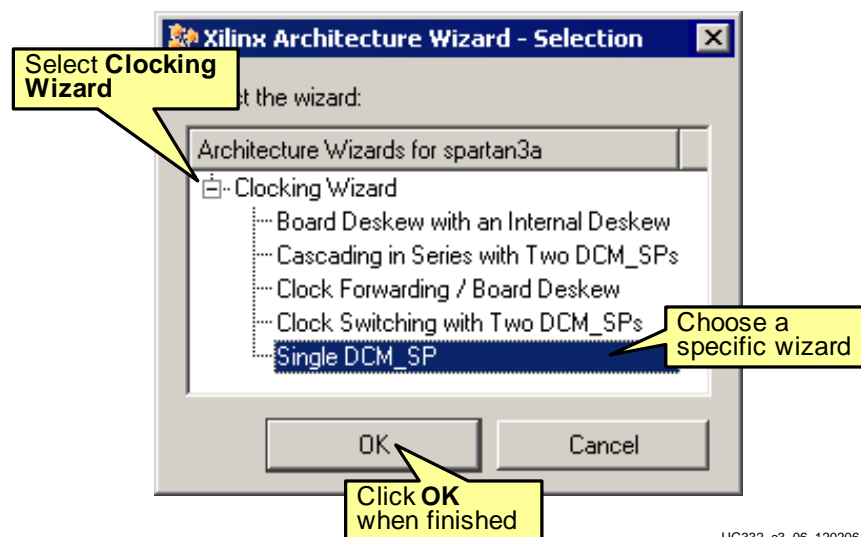 Xilinx Architecture Wizard - Selection
Select Clocking
Wizard
t the wizard:
Architecture Wizards for spartan3a
Clocking Wizard
Board Deskew with an Internal Deskew
Cascading in Series with Two DCM_SPs
Clock Forwarding / Board Deskew
Clock Switching with Two DCM_SPs
Single DCM_SP
Choose a
specific wizard
OK
Cancel
Click OK
when finished